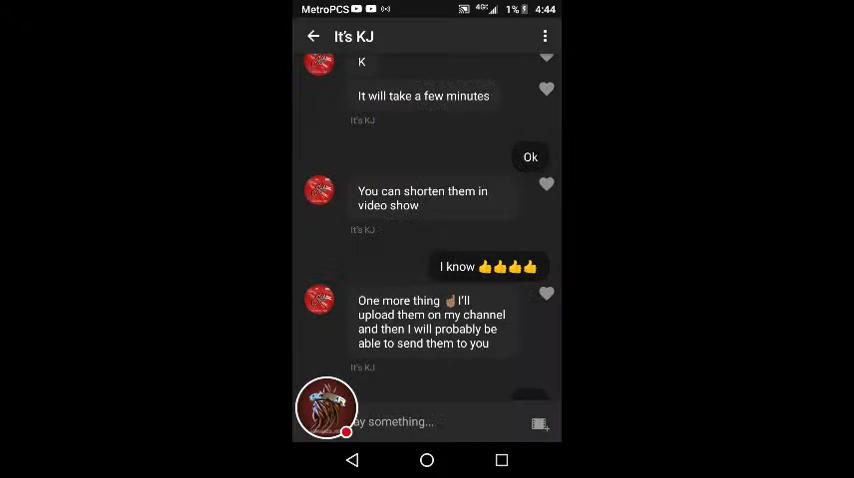 MetroPCS 4G 1% 4:44
It's KJ
K
It will take a few minutes
It's KJ
Ok
You can shorten them in
video show
It's KJ
I know 👍👍👍👍
One more thing ☝🏽I'll
upload them on my channel
and then I will probably be
able to send them to you
It's KJ
ay something...